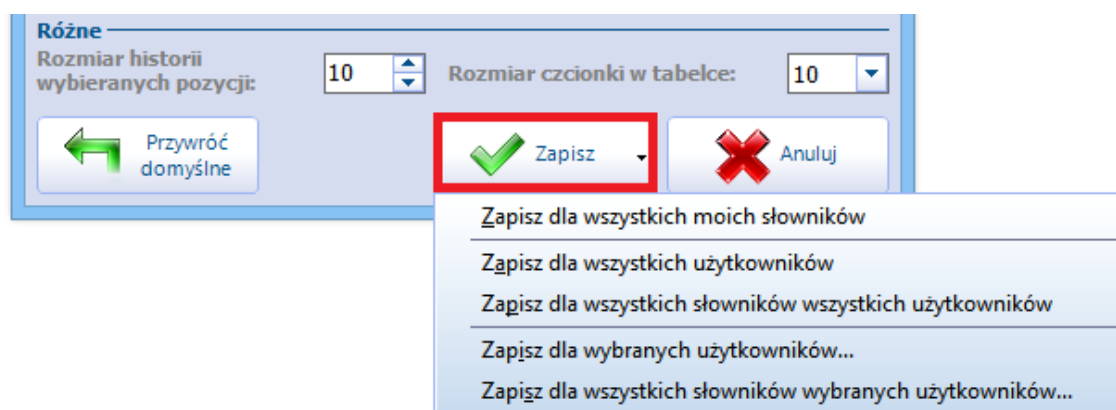 Różne
Rozmiar historii
wybieranych pozycji:
10
Rozmiar czcionki w tabelce:
10
Przywróć
domyślne
Zapisz
Anuluj
Zapisz dla wszystkich moich słowników
Zapisz dla wszystkich użytkowników
Zapisz dla wszystkich słowników wszystkich użytkowników
Zapisz dla wybranych użytkowników...
Zapisz dla wszystkich słowników wybranych użytkowników...